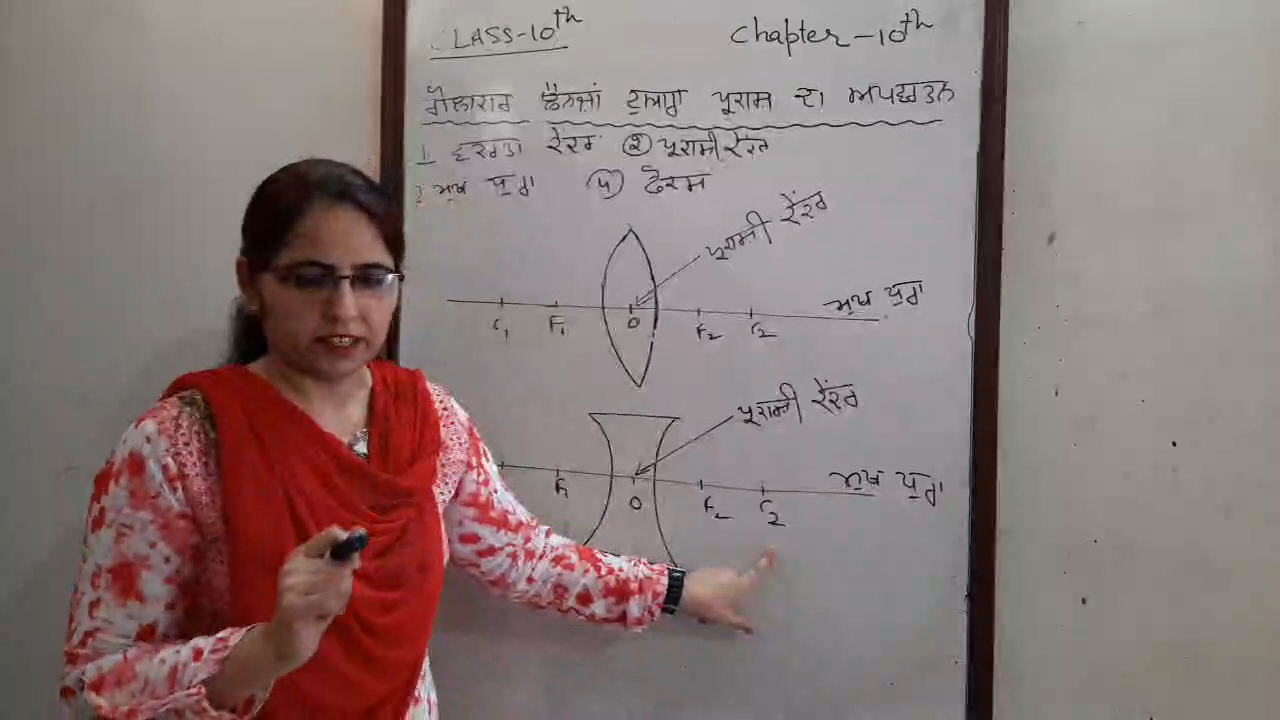 CLASS-10th
Chapter-10th
ਗੋਲਾਕਾਰ ਲੈਨਜ਼ਾਂ ਦੁਆਰਾ ਪ੍ਰਕਾਸ਼ ਦਾ ਅਪਵਰਤਨ
1 ਵਕਰਤਾ ਕੇਂਦਰ ② ਪ੍ਰਕਾਸ਼ੀ ਕੇਂਦਰ
3 ਮੁੱਖ ਧੁਰਾ ④ ਫੋਕਸ
ਪ੍ਰਕਾਸ਼ੀ ਕੇਂਦਰ
ਮੁੱਖ ਧੁਰਾ
C1 F1 O F2 C2
ਪ੍ਰਕਾਸ਼ੀ ਕੇਂਦਰ
ਮੁੱਖ ਧੁਰਾ
F1 O F2 C2